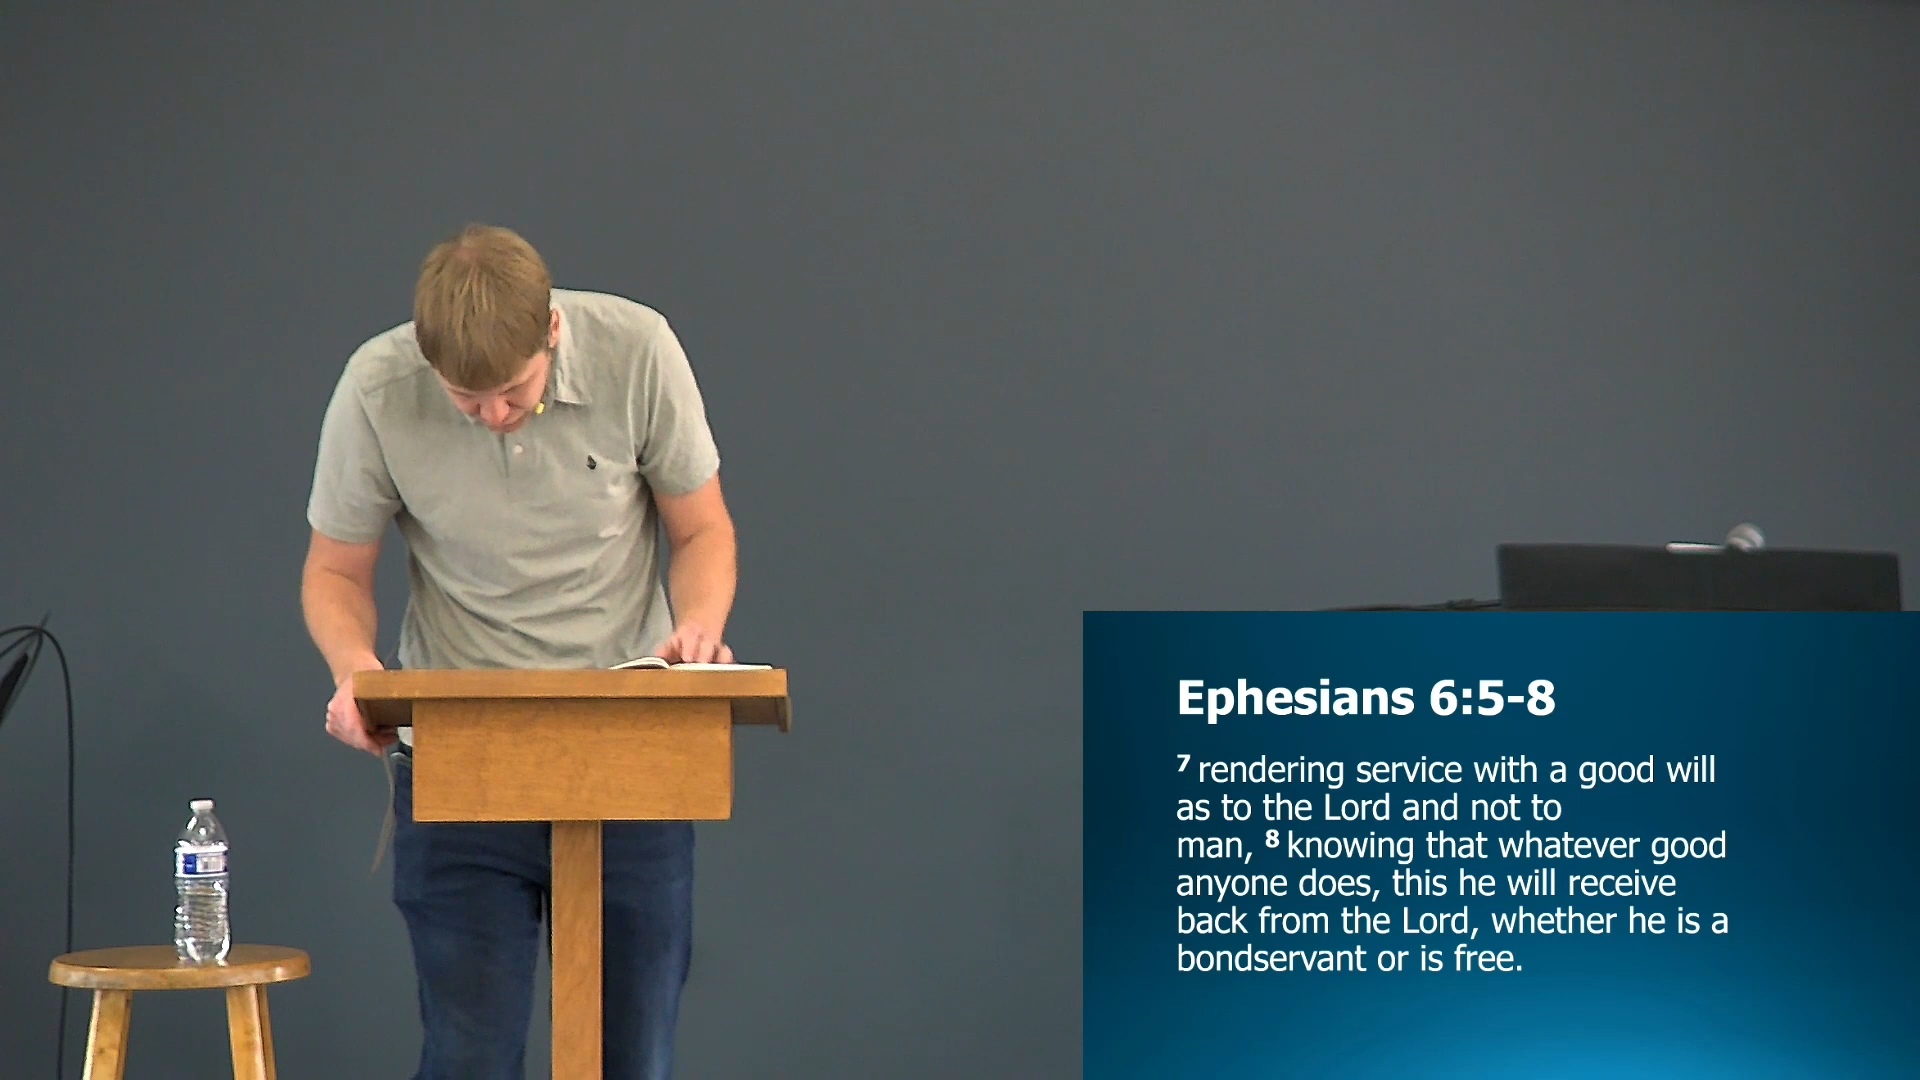 Ephesians 6:5-8
7 rendering service with a good will
as to the Lord and not to
man, 8 knowing that whatever good
anyone does, this he will receive
back from the Lord, whether he is a
bondservant or is free.